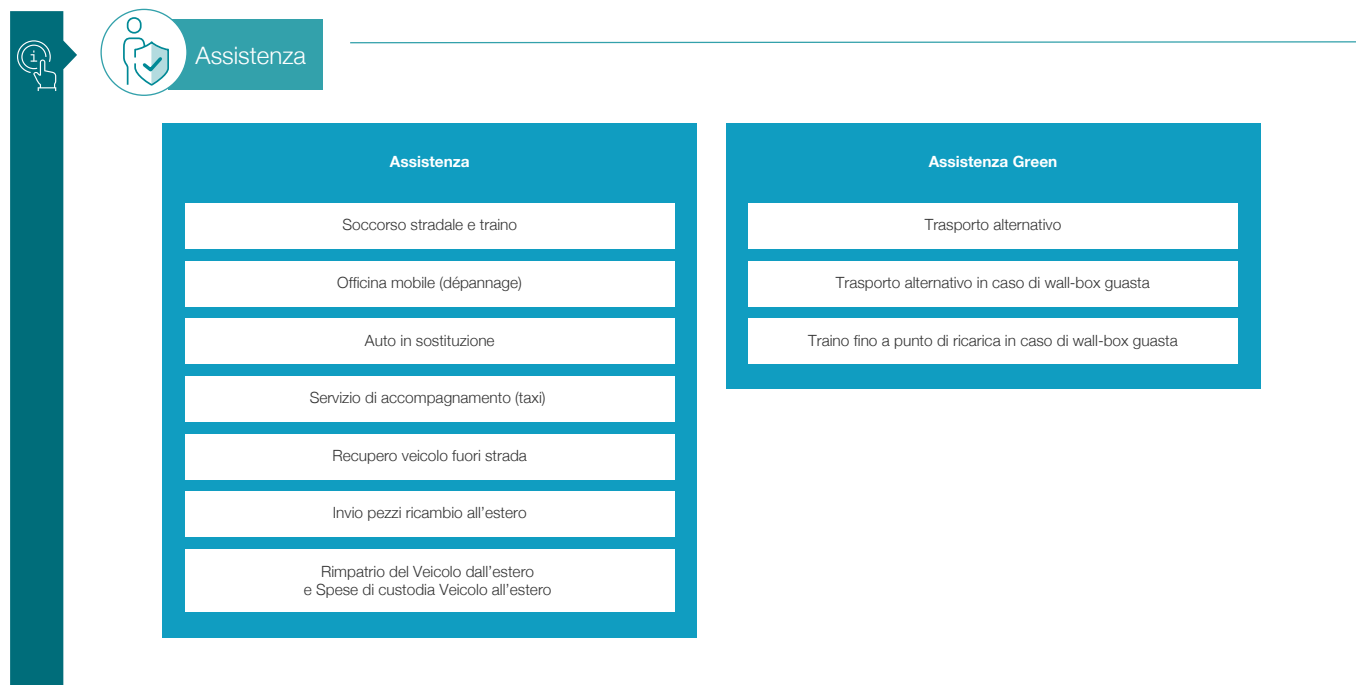 i
Assistenza
Assistenza
Soccorso stradale e traino
Officina mobile (dépannage)
Auto in sostituzione
Servizio di accompagnamento (taxi)
Recupero veicolo fuori strada
Invio pezzi ricambio all’estero
Rimpatrio del Veicolo dall’estero
e Spese di custodia Veicolo all’estero
Assistenza Green
Trasporto alternativo
Trasporto alternativo in caso di wall-box guasta
Traino fino a punto di ricarica in caso di wall-box guasta